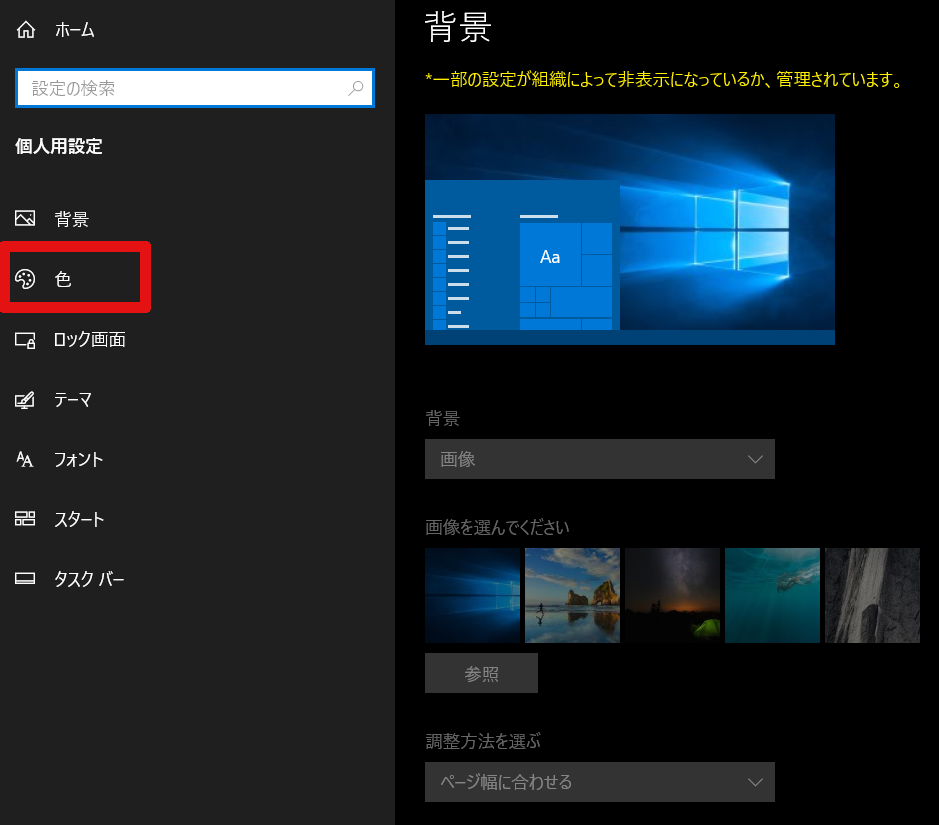 ホーム
設定の検索
個人用設定
背景
色
ロック画面
テーマ
フォント
スタート
タスク バー
背景
*一部の設定が組織によって非表示になっているか、管理されています。
Aa
背景
画像
画像を選んでください
参照
調整方法を選ぶ
ページ幅に合わせる